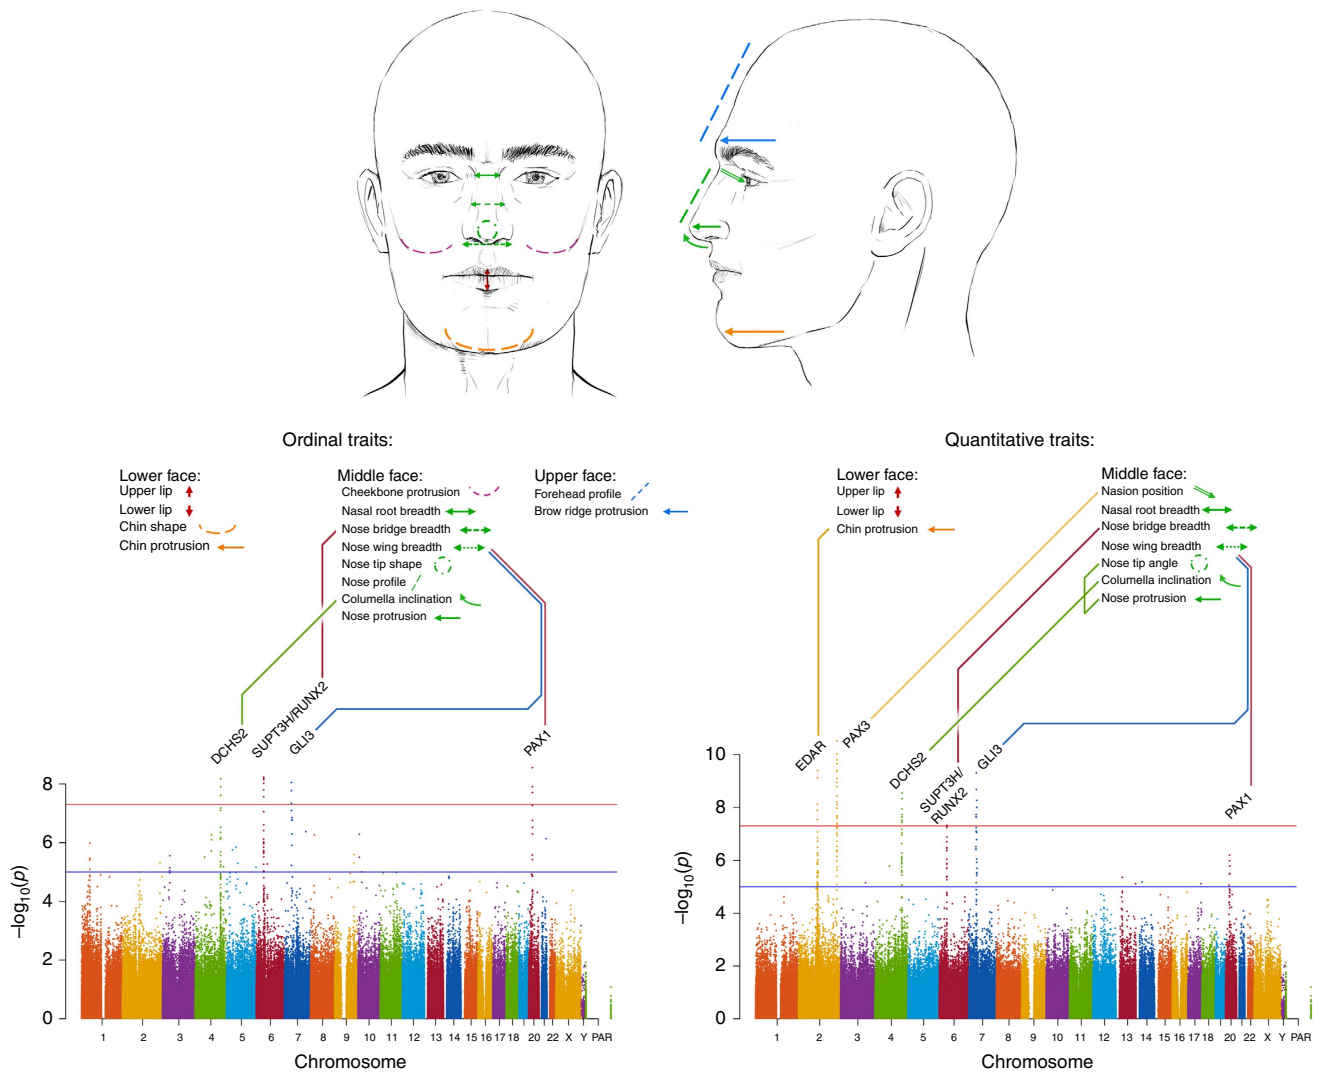 Ordinal traits:
Lower face:
Upper lip
Lower lip
Chin shape
Chin protrusion
Middle face:
Cheekbone protrusion
Nasal root breadth
Nose bridge breadth
Nose wing breadth
Nose tip shape
Nose profile
Columella inclination
Nose protrusion
Upper face:
Forehead profile
Brow ridge protrusion
DCHS2
SUPT3H/RUNX2
GLI3
PAX1
8
6
4
2
0
–log10(p)
1 2 3 4 5 6 7 8 9 10 11 12 13 14 15 16 17 18 20 22 X Y PAR
Chromosome
Quantitative traits:
Lower face:
Upper lip
Lower lip
Chin protrusion
Middle face:
Nasion position
Nasal root breadth
Nose bridge breadth
Nose wing breadth
Nose tip angle
Columella inclination
Nose protrusion
EDAR
PAX3
DCHS2
SUPT3H/
RUNX2
GLI3
PAX1
10
8
6
4
2
0
–log10(p)
1 2 3 4 5 6 7 8 9 10 11 12 13 14 15 16 17 18 20 22 X Y PAR
Chromosome